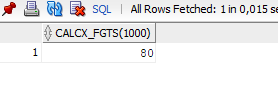 SQL | All Rows Fetched: 1 in 0,015 se
CALCX_FGTS(1000)
1 80